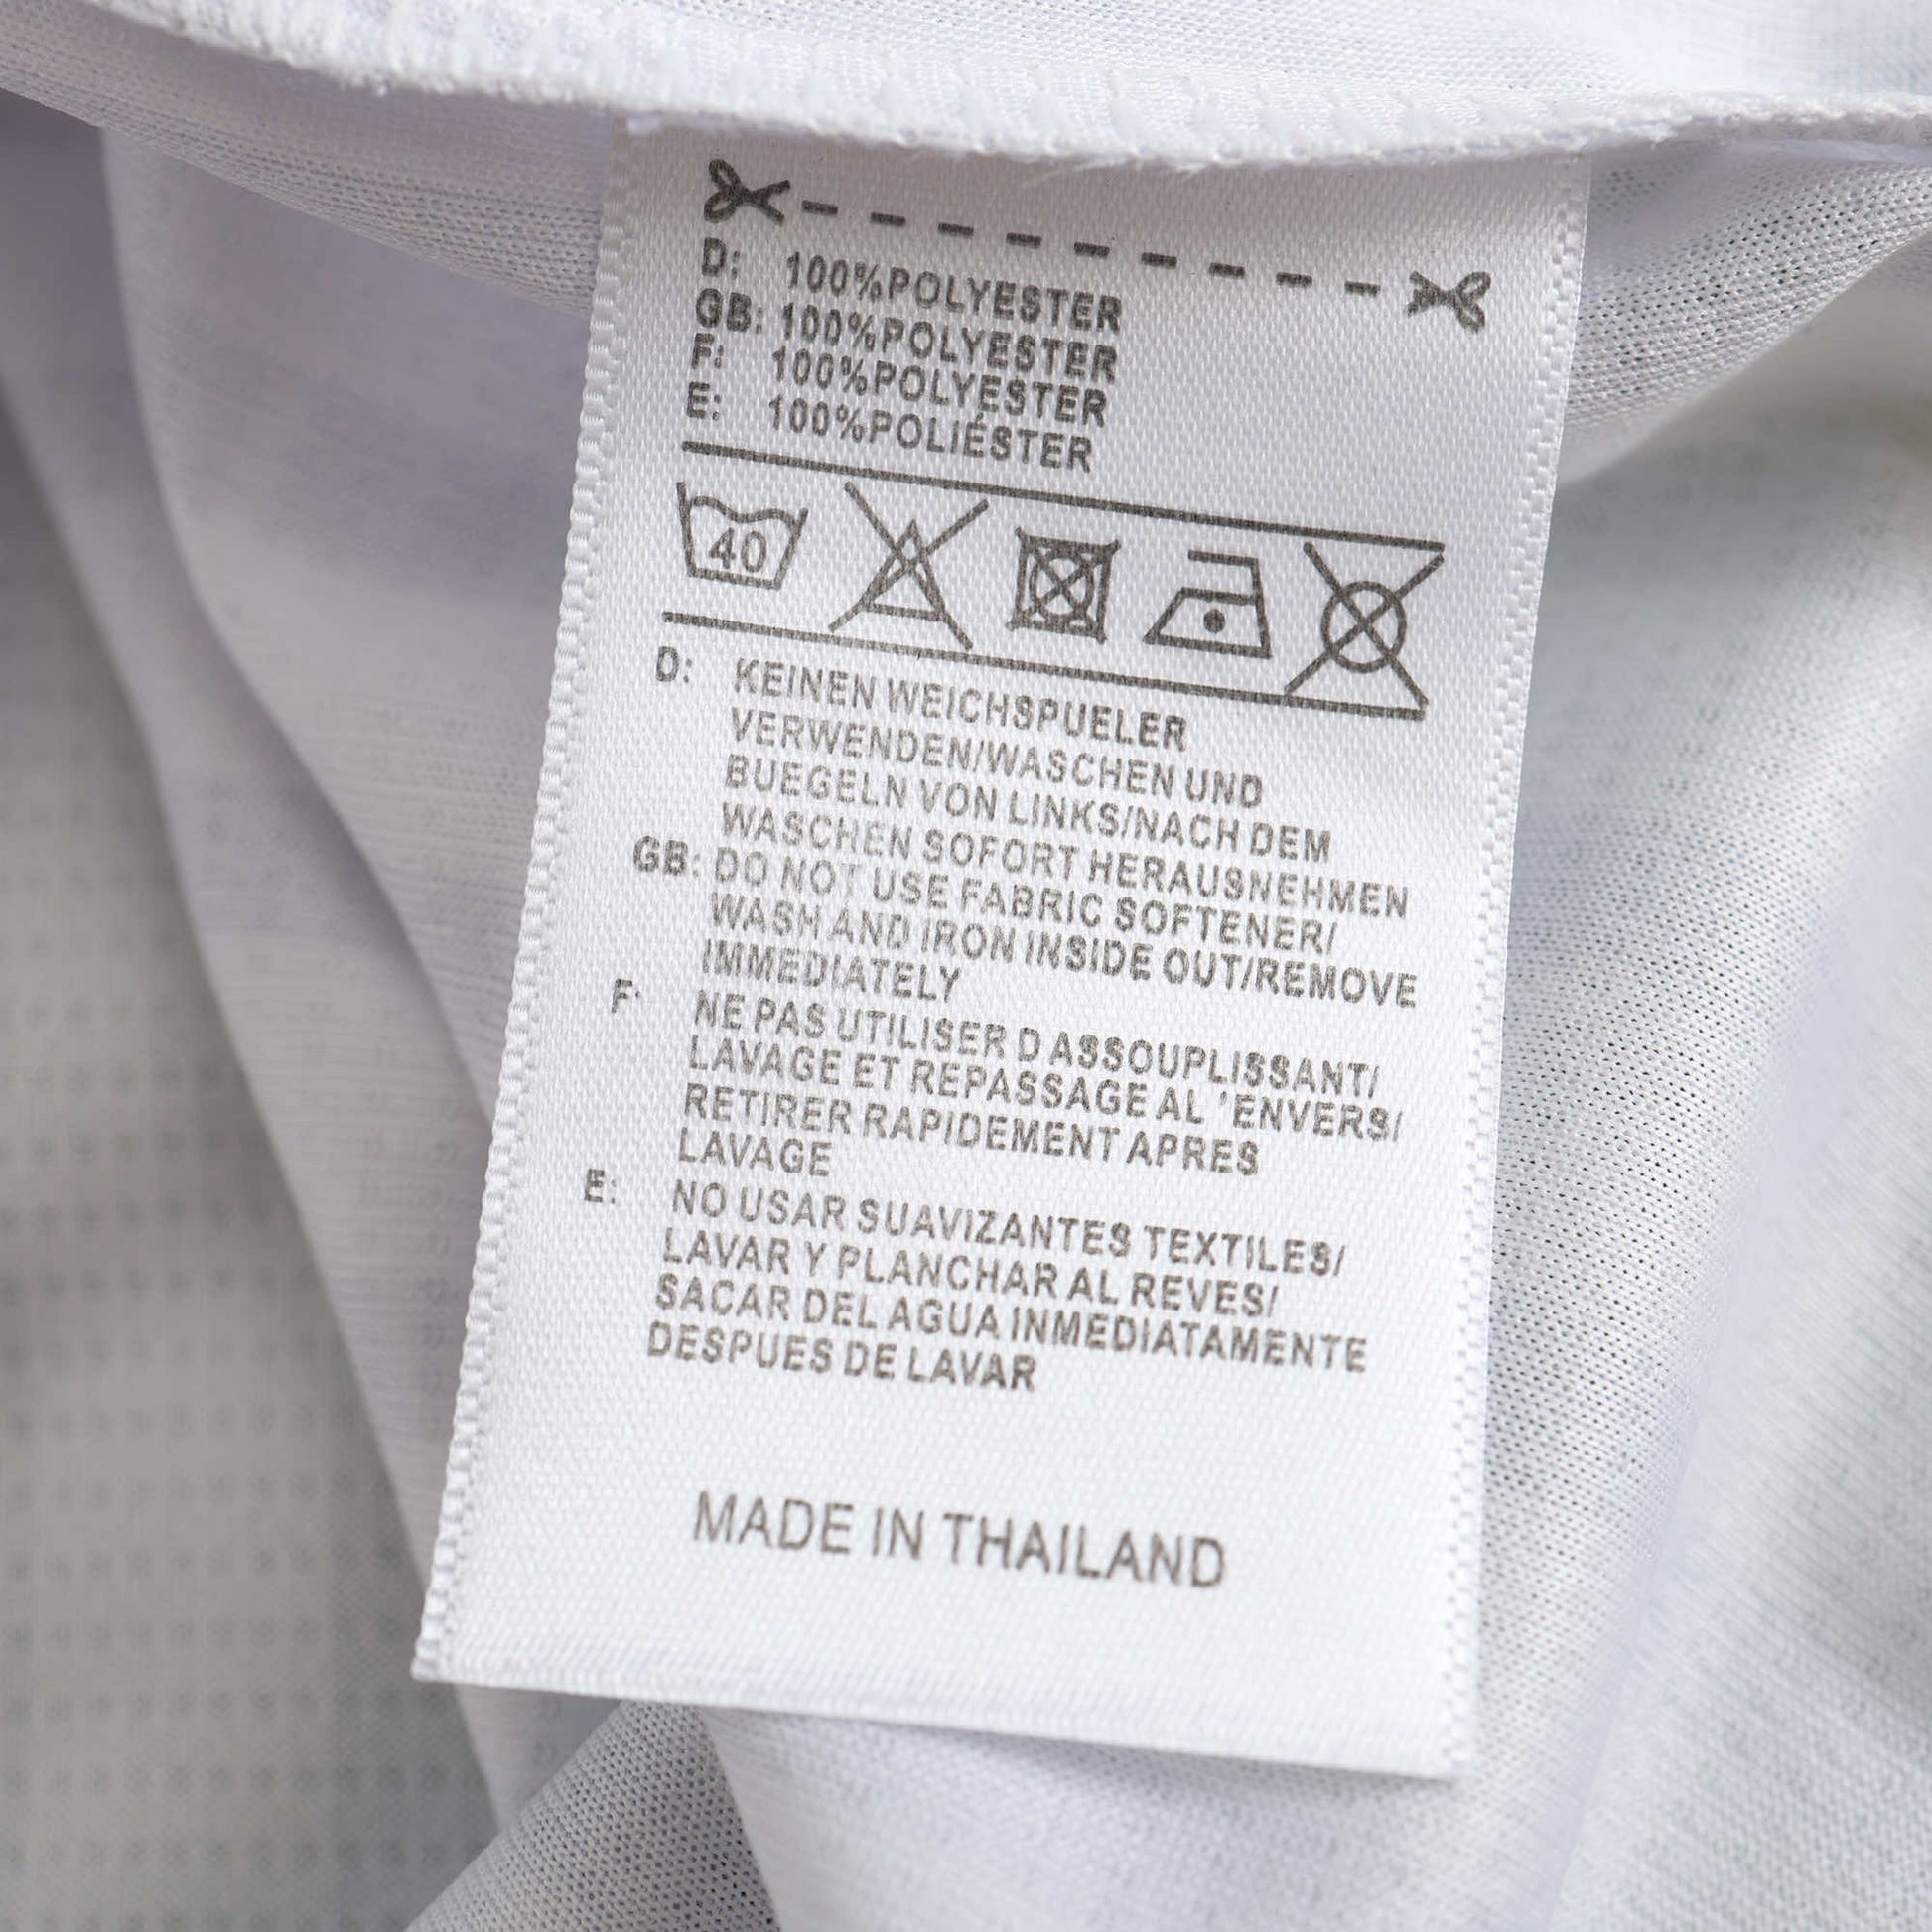 D: 100%POLYESTER
GB: 100%POLYESTER
F: 100%POLYESTER
E: 100%POLIÉSTER
40
D: KEINEN WEICHSPUELER
VERWENDEN/WASCHEN UND
BUEGELN VON LINKS/NACH DEM
WASCHEN SOFORT HERAUSNEHMEN
GB: DO NOT USE FABRIC SOFTENER/
WASH AND IRON INSIDE OUT/REMOVE
IMMEDIATELY
F: NE PAS UTILISER D ASSOUPLISSANT/
LAVAGE ET REPASSAGE AL 'ENVERS/
RETIRER RAPIDEMENT APRES
LAVAGE
E: NO USAR SUAVIZANTES TEXTILES/
LAVAR Y PLANCHAR AL REVES/
SACAR DEL AGUA INMEDIATAMENTE
DESPUES DE LAVAR
MADE IN THAILAND